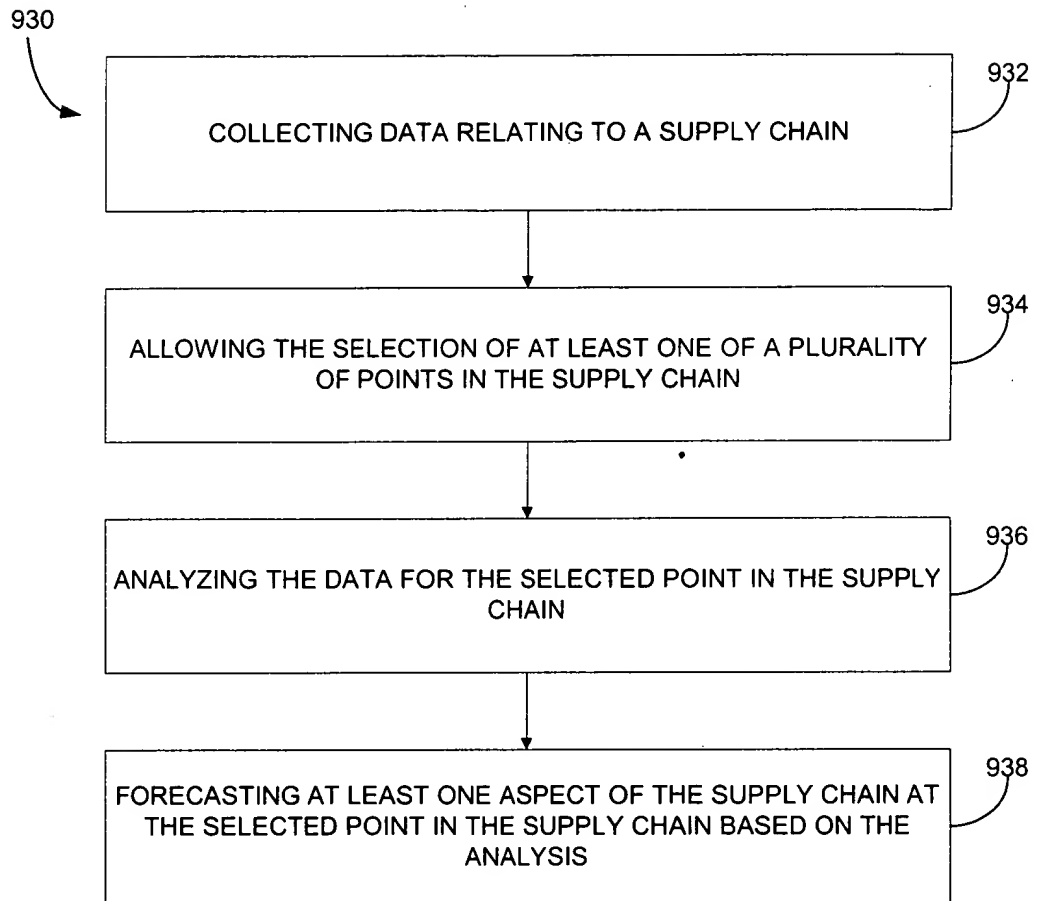 930
932
COLLECTING DATA RELATING TO A SUPPLY CHAIN
934
ALLOWING THE SELECTION OF AT LEAST ONE OF A PLURALITY
OF POINTS IN THE SUPPLY CHAIN
936
ANALYZING THE DATA FOR THE SELECTED POINT IN THE SUPPLY
CHAIN
938
FORECASTING AT LEAST ONE ASPECT OF THE SUPPLY CHAIN AT
THE SELECTED POINT IN THE SUPPLY CHAIN BASED ON THE
ANALYSIS